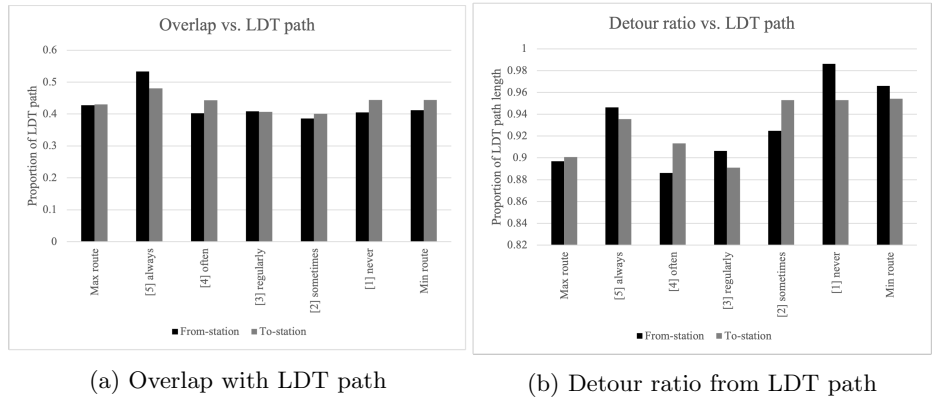 Overlap vs. LDT path
Proportion of LDT path
0.6
0.5
0.4
0.3
0.2
0.1
0
Max route
[5] always
[4] often
[3] regularly
[2] sometimes
[1] never
Min route
From-station
To-station
(a) Overlap with LDT path
Detour ratio vs. LDT path
Proportion of LDT path length
1
0.98
0.96
0.94
0.92
0.9
0.88
0.86
0.84
0.82
Max route
[5] always
[4] often
[3] regularly
[2] sometimes
[1] never
Min route
From-station
To-station
(b) Detour ratio from LDT path